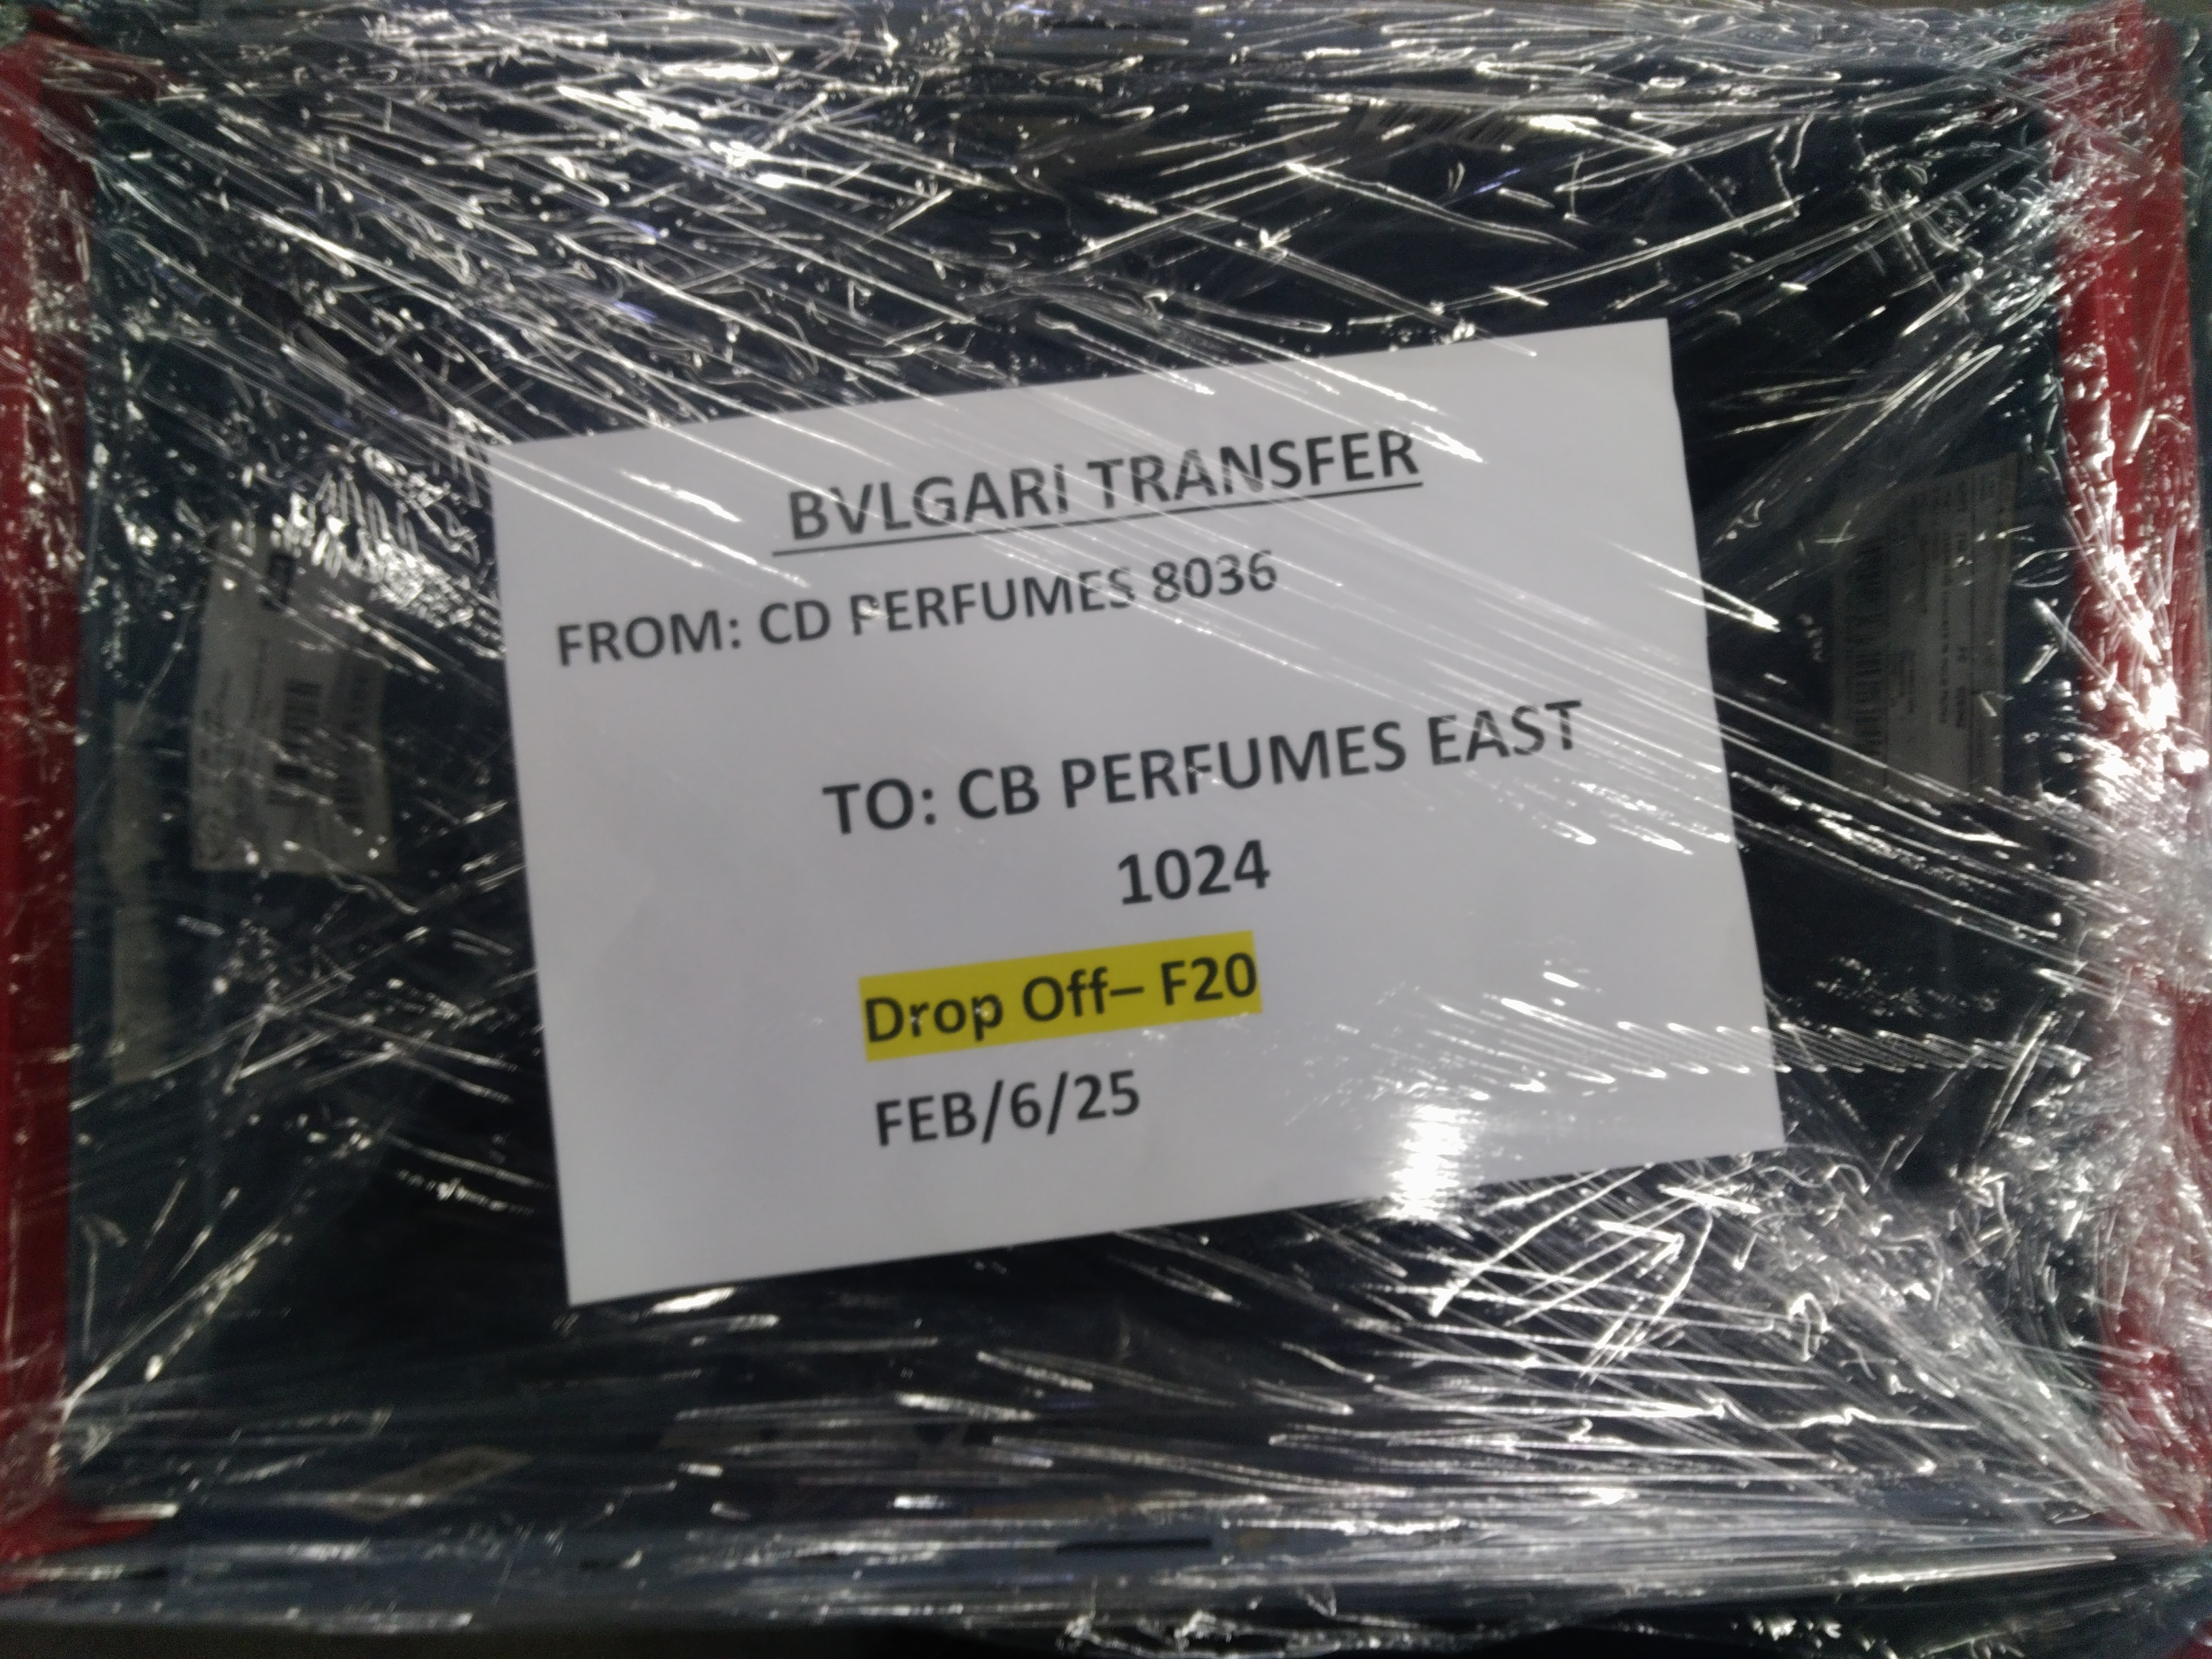 BVLGARI TRANSFER
FROM: CD PERFUMES 8036
TO: CB PERFUMES EAST
1024
Drop Off– F20
FEB/6/25